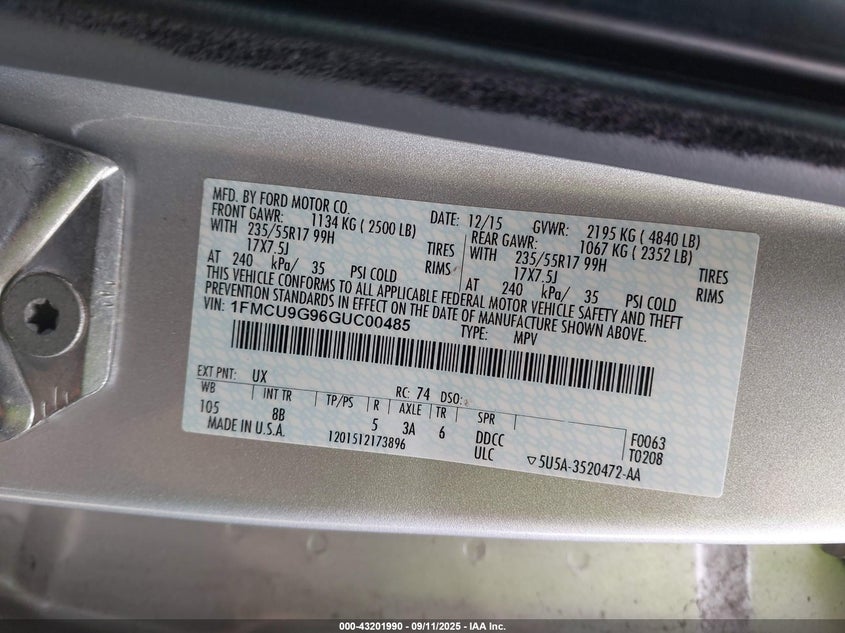 MFD. BY FORD MOTOR CO. DATE: 12/15 GVWR: 2195 KG ( 4840 LB)
FRONT GAWR: 1134 KG ( 2500 LB) REAR GAWR: 1067 KG ( 2352 LB)
WITH 235/55R17 99H TIRES WITH 235/55R17 99H TIRES
17X7.5J RIMS 17X7.5J RIMS
AT 240 kPa/ 35 PSI COLD AT 240 kPa/ 35 PSI COLD
THIS VEHICLE CONFORMS TO ALL APPLICABLE FEDERAL MOTOR VEHICLE SAFETY AND THEFT
PREVENTION STANDARDS IN EFFECT ON THE DATE OF MANUFACTURE SHOWN ABOVE.
VIN: 1FMCU9G96GUC00485 TYPE: MPV
EXT PNT: UX RC: 74 DSO:
WB INT TR TP/PS R AXLE TR SPR
105 8B 5 3A 6 DDCC F0063
MADE IN U.S.A. 1201512173896 ULC T0208
▽5U5A-3520472-AA
000-43201990 - 09/11/2025 - IAA Inc.